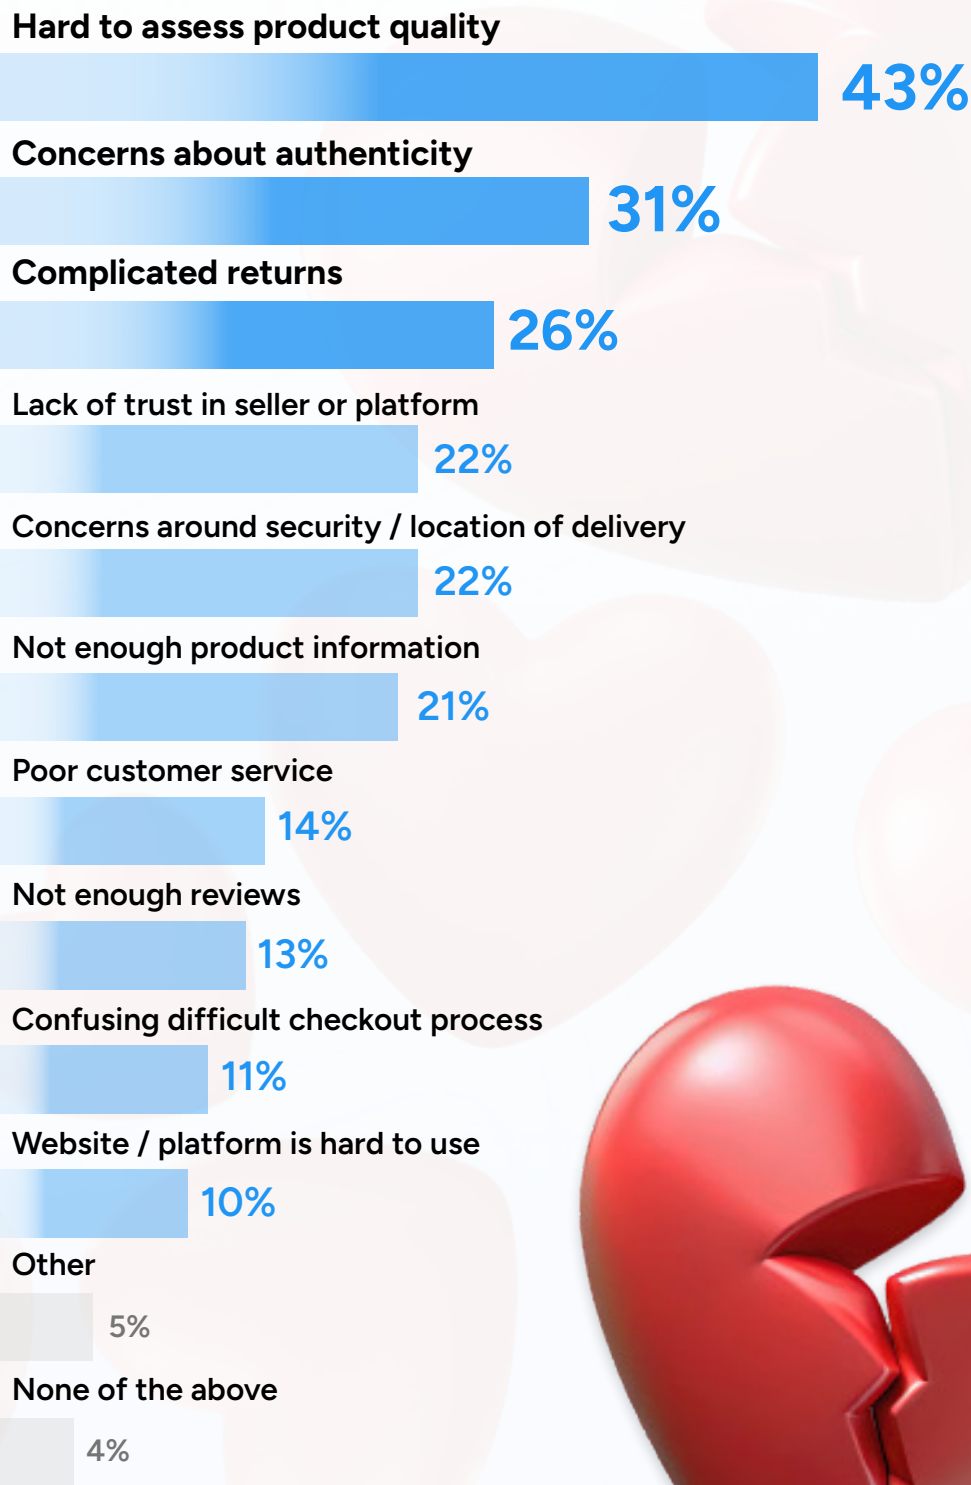 Hard to assess product quality
43%
Concerns about authenticity
31%
Complicated returns
26%
Lack of trust in seller or platform
22%
Concerns around security / location of delivery
22%
Not enough product information
21%
Poor customer service
14%
Not enough reviews
13%
Confusing difficult checkout process
11%
Website / platform is hard to use
10%
Other
5%
None of the above
4%